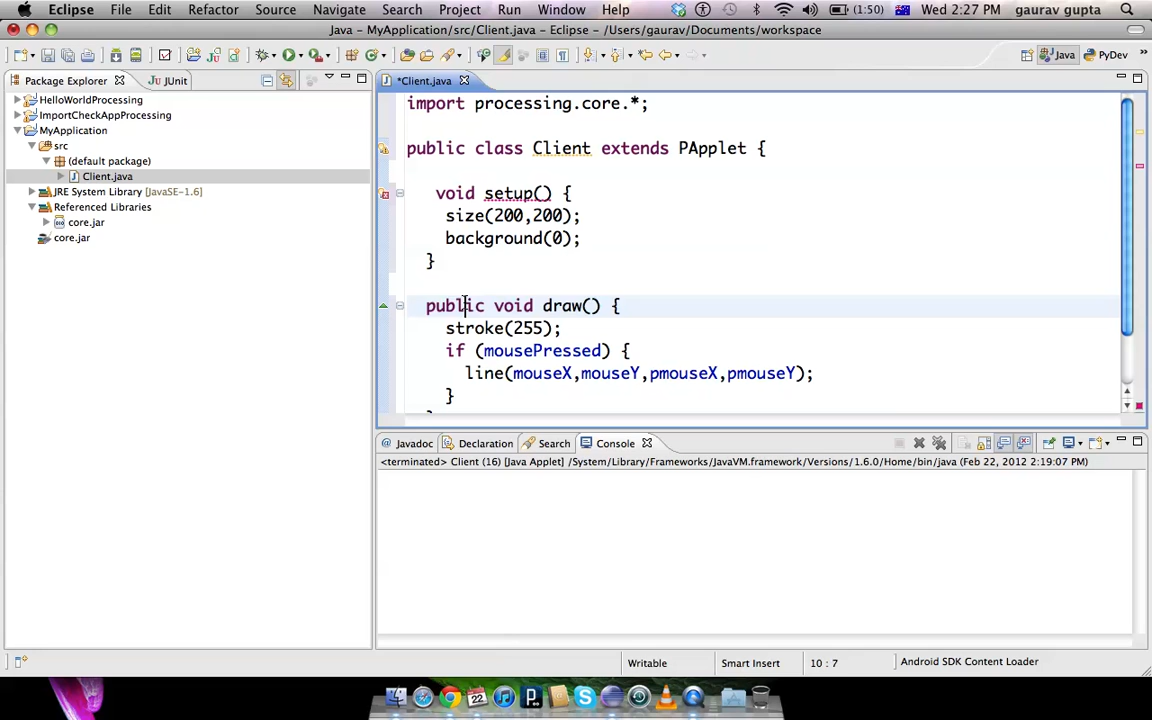 Eclipse File Edit Refactor Source Navigate Search Project Run Window Help (1:50) Wed 2:27 PM gaurav gupta
Java - MyApplication/src/Client.java - Eclipse - /Users/gaurav/Documents/workspace
Java PyDev
Package Explorer JUnit
*Client.java
HelloWorldProcessing
ImportCheckAppProcessing
MyApplication
src
(default package)
Client.java
JRE System Library [JavaSE-1.6]
Referenced Libraries
core.jar
core.jar
import processing.core.*;
public class Client extends PApplet {
void setup() {
size(200,200);
background(0);
}
public void draw() {
stroke(255);
if (mousePressed) {
line(mouseX,mouseY,pmouseX,pmouseY);
}
Javadoc Declaration Search Console
<terminated> Client (16) [Java Applet] /System/Library/Frameworks/JavaVM.framework/Versions/1.6.0/Home/bin/java (Feb 22, 2012 2:19:07 PM)
Writable Smart Insert 10 : 7 Android SDK Content Loader
22